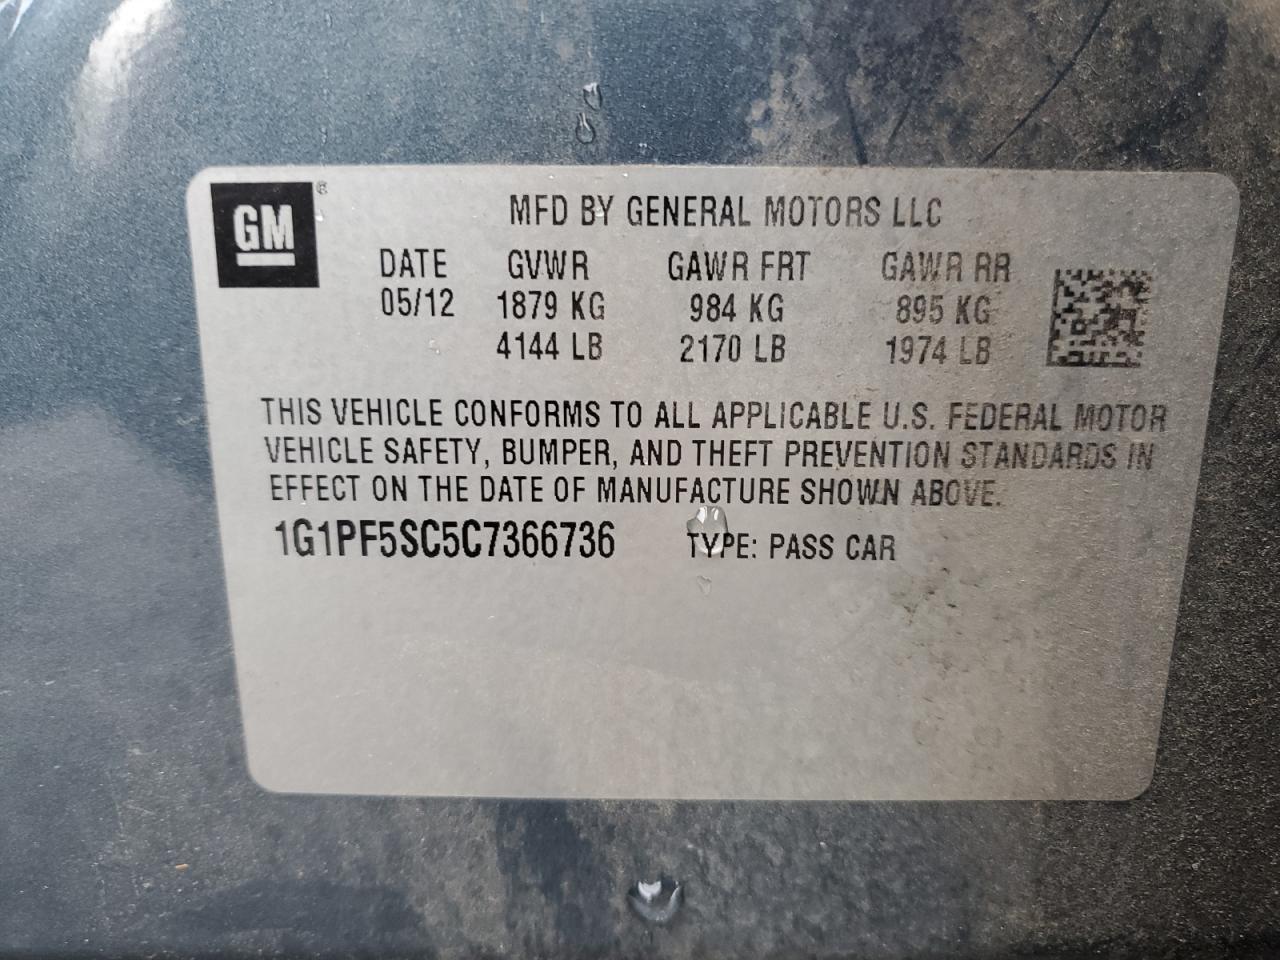 GM ®
MFD BY GENERAL MOTORS LLC
DATE GVWR GAWR FRT GAWR RR
05/12 1879 KG 984 KG 895 KG
4144 LB 2170 LB 1974 LB
THIS VEHICLE CONFORMS TO ALL APPLICABLE U.S. FEDERAL MOTOR
VEHICLE SAFETY, BUMPER, AND THEFT PREVENTION STANDARDS IN
EFFECT ON THE DATE OF MANUFACTURE SHOWN ABOVE.
1G1PF5SC5C7366736 TYPE: PASS CAR